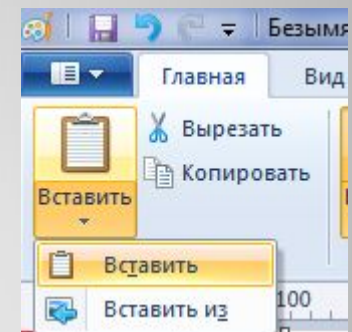 Безымя
Главная Вид
Вырезать
Копировать
Вставить
Вставить
Вставить из
100